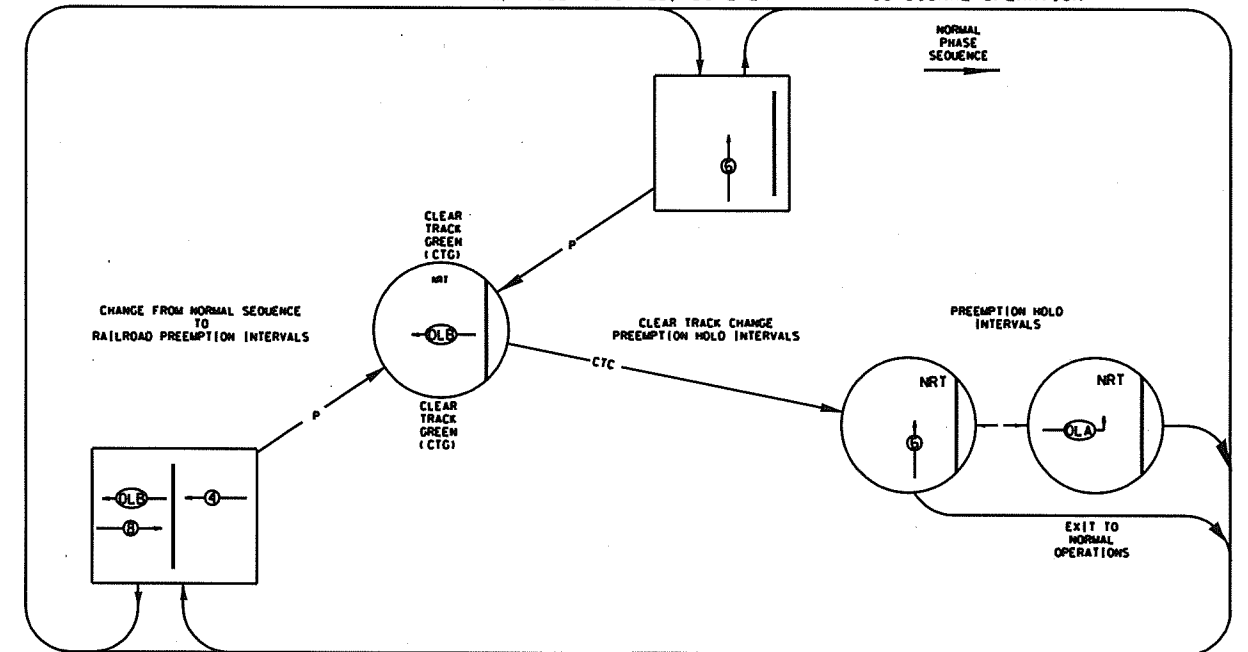 NORMAL
PHASE
SEQUENCE
6
P
CLEAR
TRACK
GREEN
(CTG)
NRT
OLB
CLEAR
TRACK
GREEN
(CTG)
CHANGE FROM NORMAL SEQUENCE
TO
RAILROAD PREEMPTION INTERVALS
CLEAR TRACK CHANGE
PREEMPTION HOLD INTERVALS
PREEMPTION HOLD
INTERVALS
CTC
NRT
6
NRT
OLA
P
OLB
4
8
EXIT TO
NORMAL
OPERATIONS